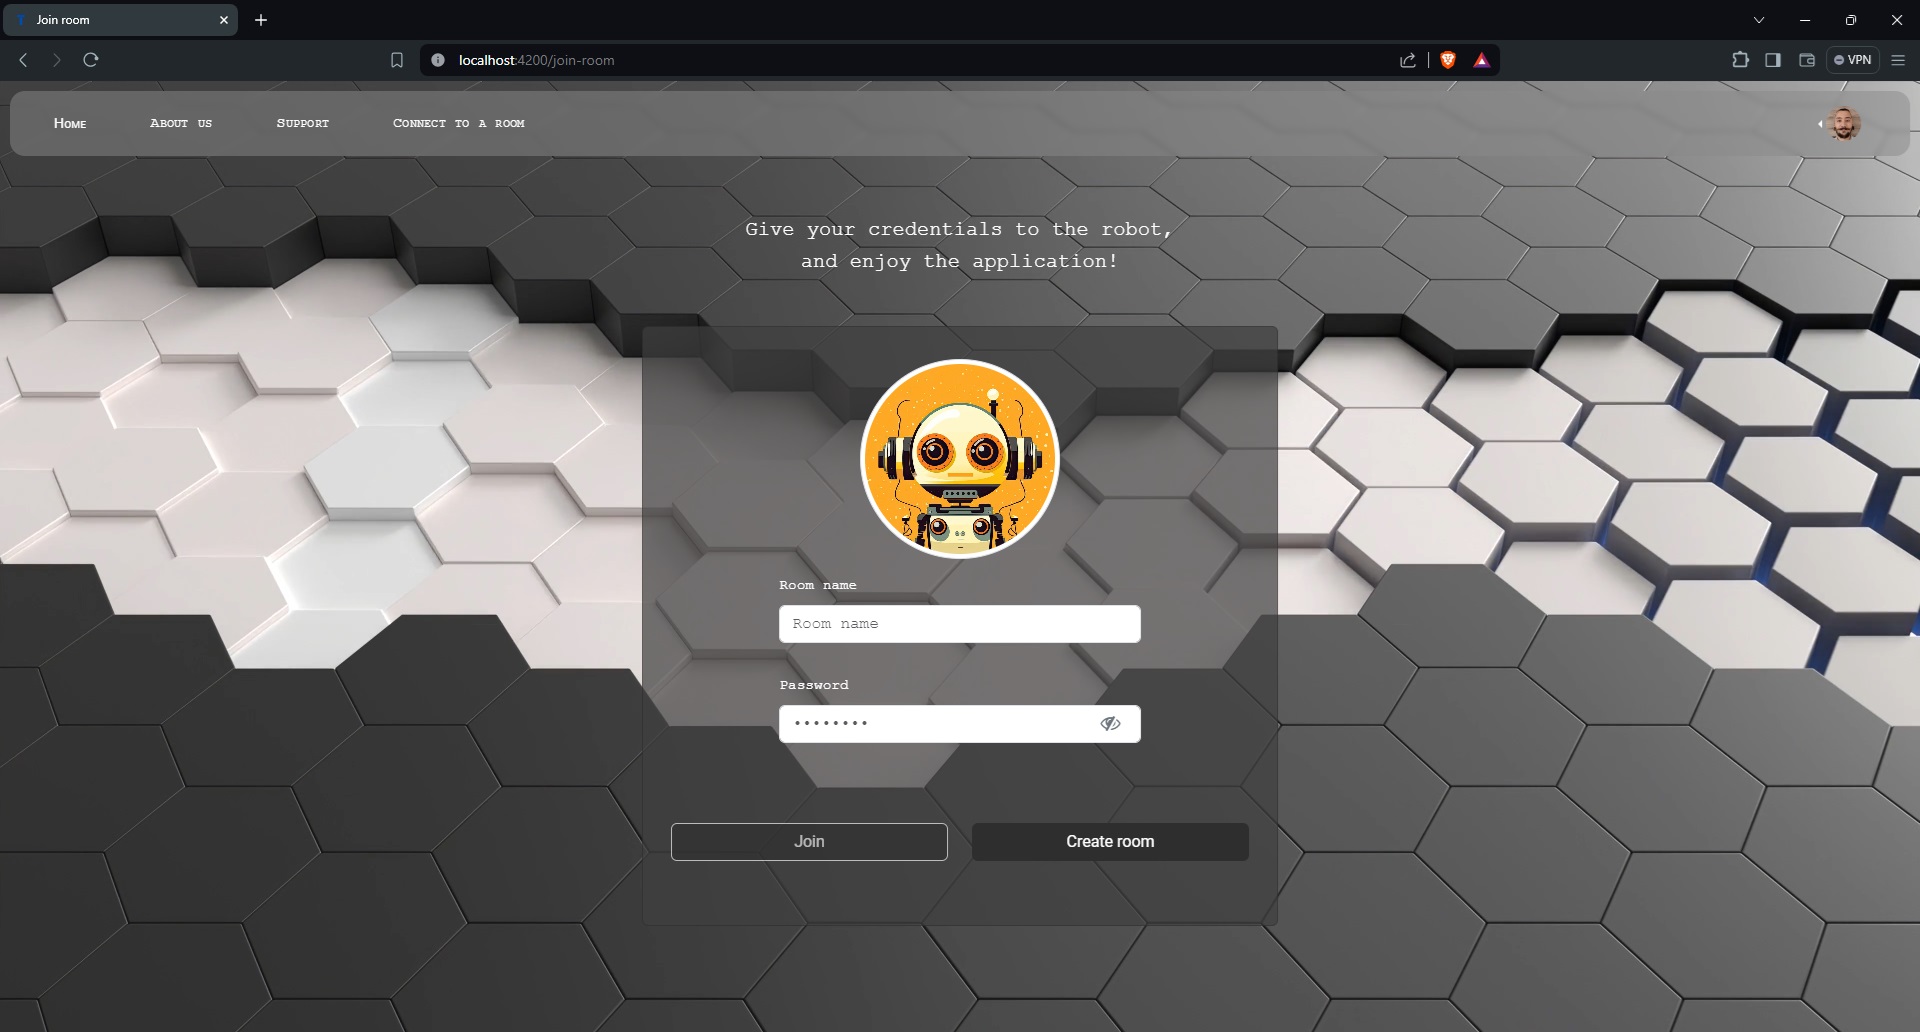 Join room
localhost:4200/join-room
VPN
Home
About us
Support
Connect to a room
Give your credentials to the robot,
and enjoy the application!
Room name
Room name
Password
••••••••
Join
Create room